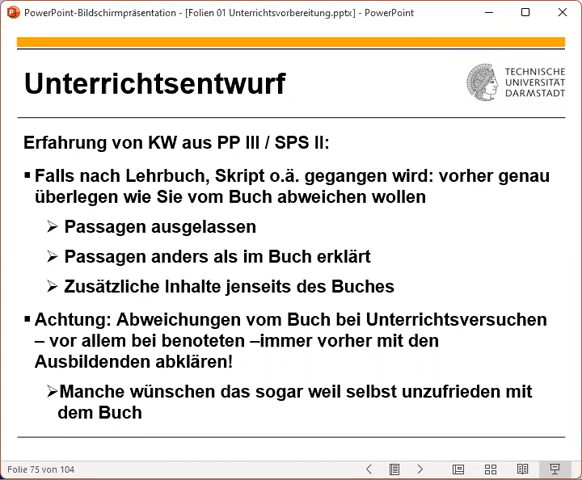 PowerPoint-Bildschirmpräsentation - [Folien 01 Unterrichtsvorbereitung.pptx] - PowerPoint
Unterrichtsentwurf
TECHNISCHE
UNIVERSITÄT
DARMSTADT
Erfahrung von KW aus PP III / SPS II:
▪ Falls nach Lehrbuch, Skript o.ä. gegangen wird: vorher genau
überlegen wie Sie vom Buch abweichen wollen
➢ Passagen ausgelassen
➢ Passagen anders als im Buch erklärt
➢ Zusätzliche Inhalte jenseits des Buches
▪ Achtung: Abweichungen vom Buch bei Unterrichtsversuchen
– vor allem bei benoteten –immer vorher mit den
Ausbildenden abklären!
➢Manche wünschen das sogar weil selbst unzufrieden mit
dem Buch
Folie 75 von 104